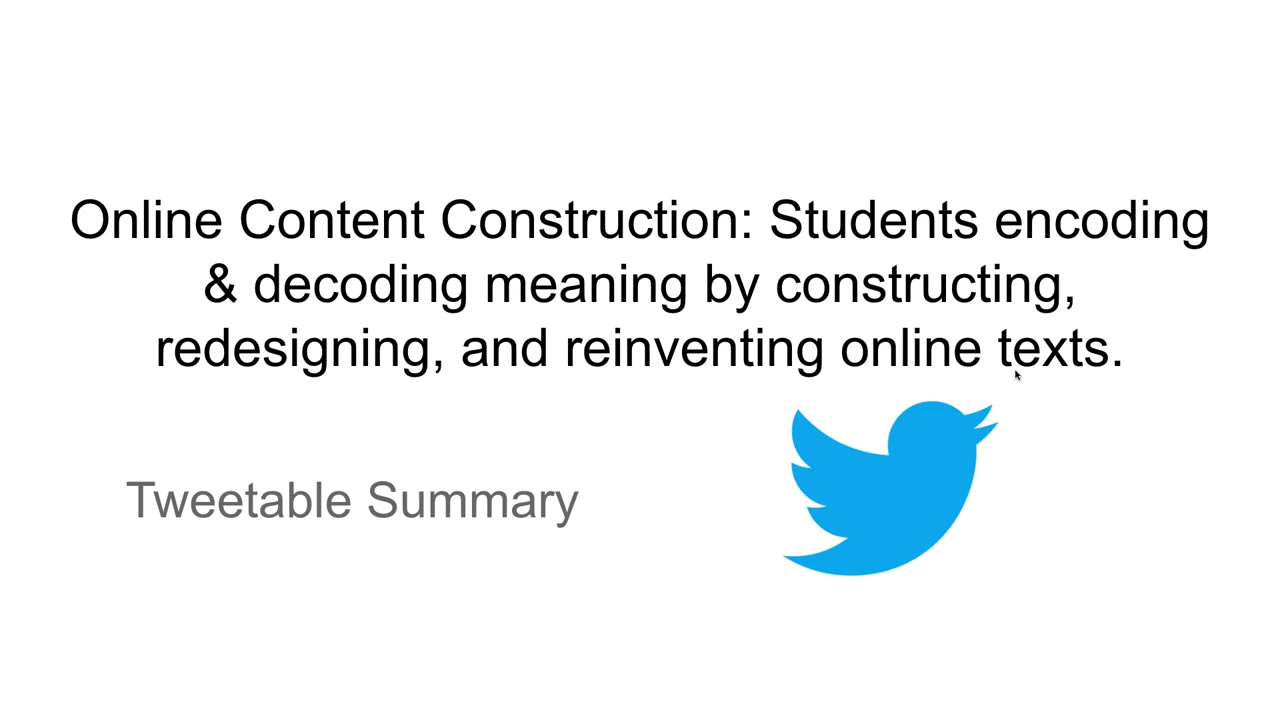 Online Content Construction: Students encoding
& decoding meaning by constructing,
redesigning, and reinventing online texts.
Tweetable Summary